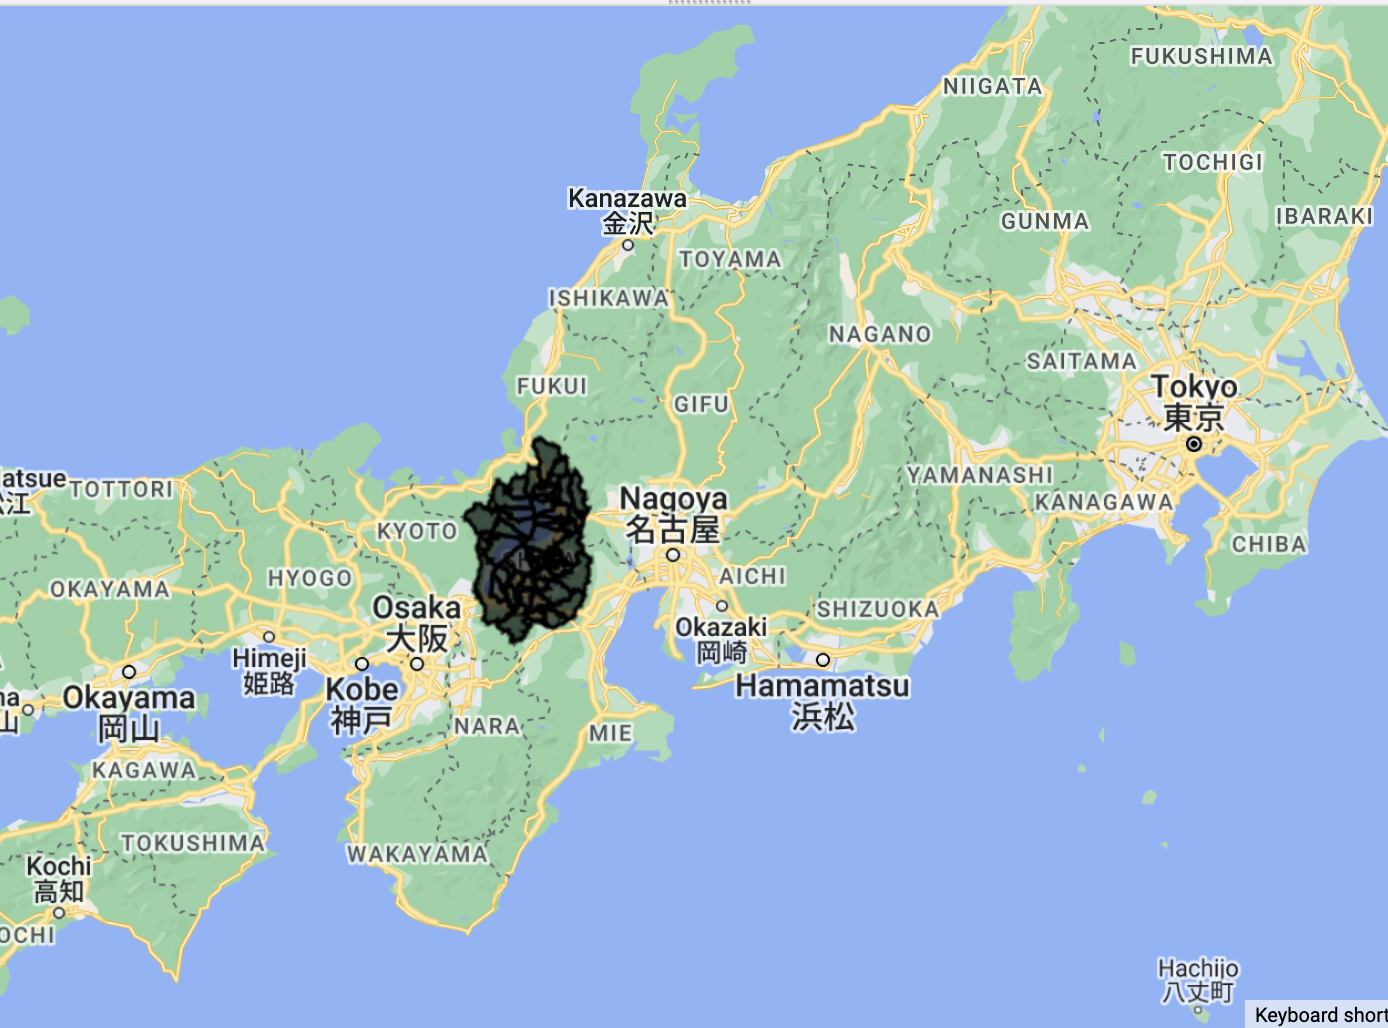 FUKUSHIMA
NIIGATA
TOCHIGI
Kanazawa
金沢
GUNMA
IBARAKI
TOYAMA
ISHIKAWA
NAGANO
SAITAMA
FUKUI
Tokyo
東京
GIFU
atsue
江
TOTTORI
YAMANASHI
KANAGAWA
Nagoya
名古屋
KYOTO
CHIBA
HYOGO
OKAYAMA
AICHI
Osaka
大阪
SHIZUOKA
Okazaki
岡崎
Himeji
姫路
Okayama
岡山
Kobe
神戸
Hamamatsu
浜松
na
山
NARA
MIE
KAGAWA
TOKUSHIMA
WAKAYAMA
Kochi
高知
OCHI
Hachijo
八丈町
Keyboard short